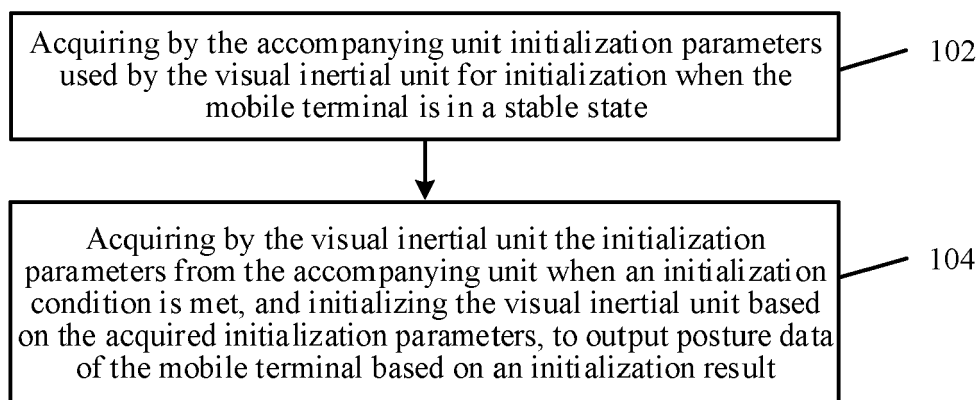 Acquiring by the accompanying unit initialization parameters
used by the visual inertial unit for initialization when the
mobile terminal is in a stable state
102
Acquiring by the visual inertial unit the initialization
parameters from the accompanying unit when an initialization
condition is met, and initializing the visual inertial unit based
on the acquired initialization parameters, to output posture data
of the mobile terminal based on an initialization result
104